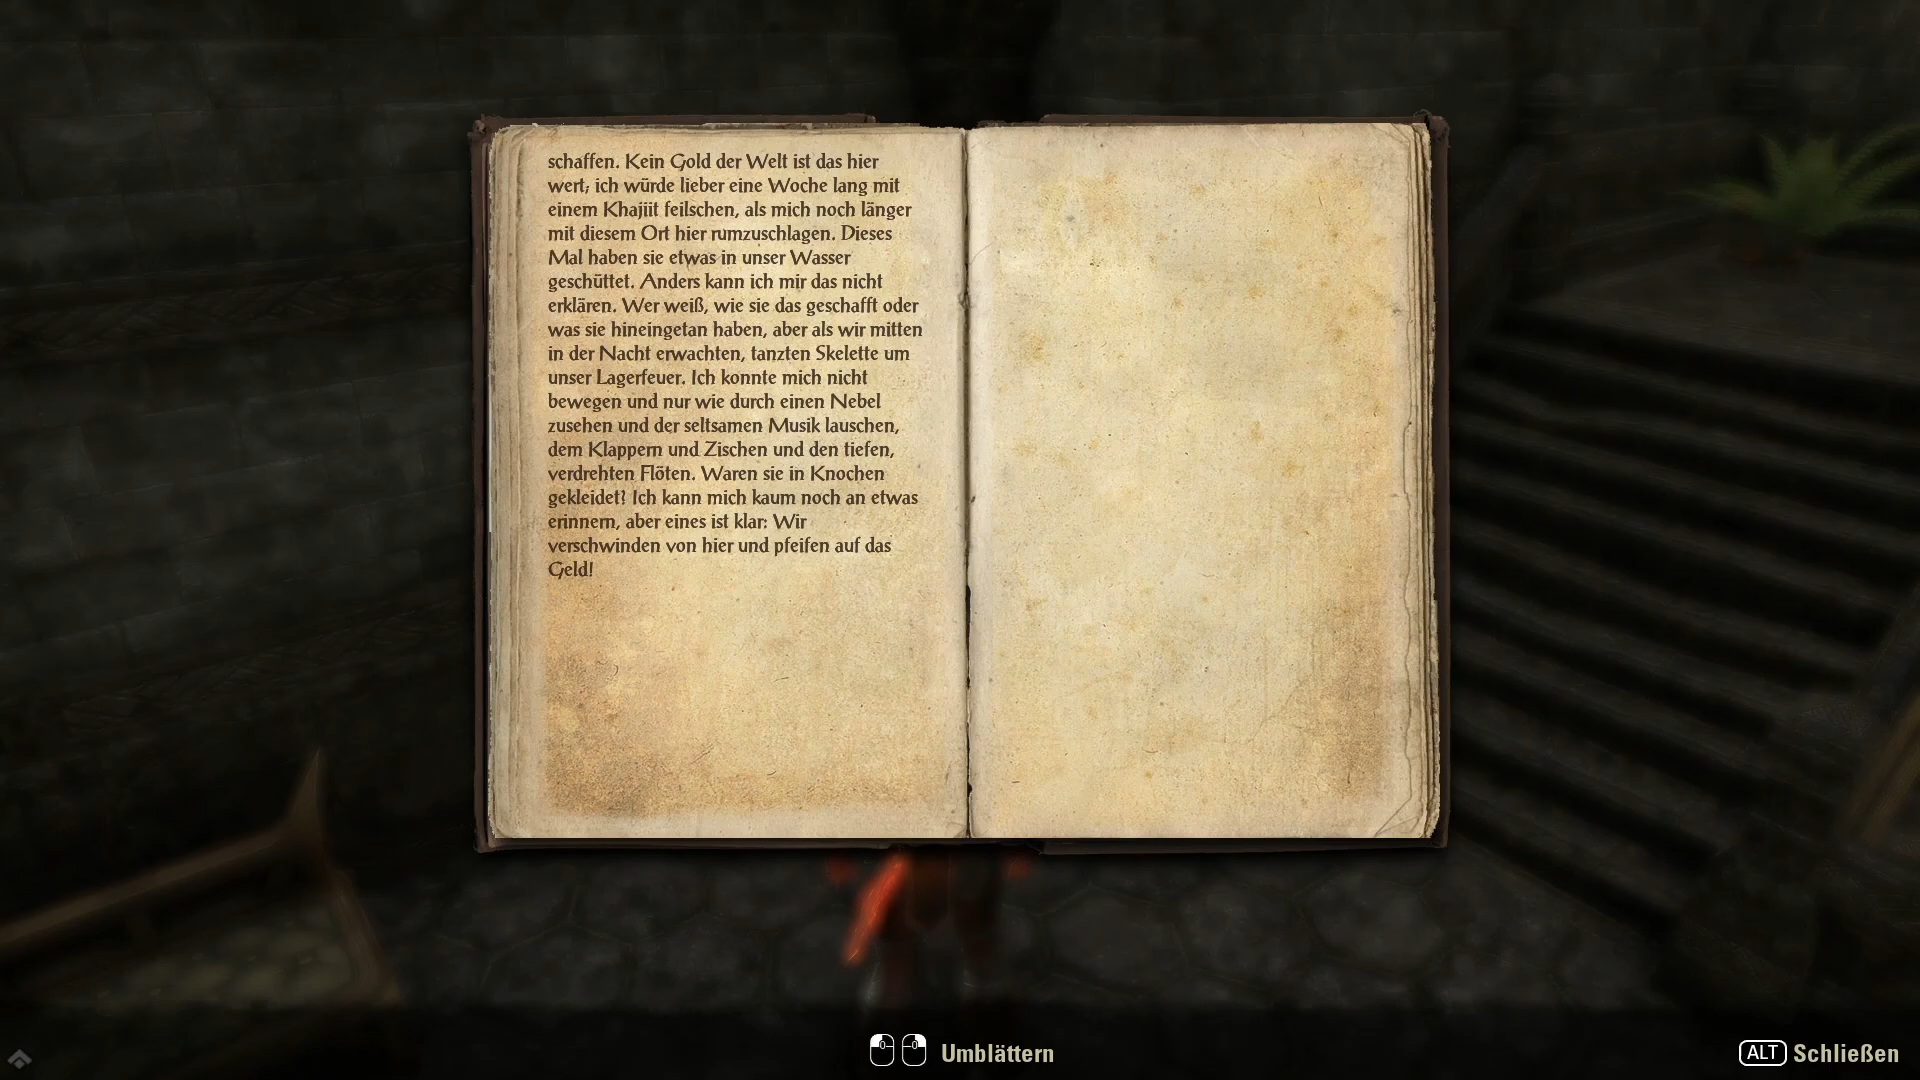 schaffen. Kein Gold der Welt ist das hier
wert; ich würde lieber eine Woche lang mit
einem Khajiit feilschen, als mich noch länger
mit diesem Ort hier rumzuschlagen. Dieses
Mal haben sie etwas in unser Wasser
geschüttet. Anders kann ich mir das nicht
erklären. Wer weiß, wie sie das geschafft oder
was sie hineingetan haben, aber als wir mitten
in der Nacht erwachten, tanzten Skelette um
unser Lagerfeuer. Ich konnte mich nicht
bewegen und nur wie durch einen Nebel
zusehen und der seltsamen Musik lauschen,
dem Klappern und Zischen und den tiefen,
verdrehten Flöten. Waren sie in Knochen
gekleidet? Ich kann mich kaum noch an etwas
erinnern, aber eines ist klar: Wir
verschwinden von hier und pfeifen auf das
Geld!
Umblättern
ALT Schließen